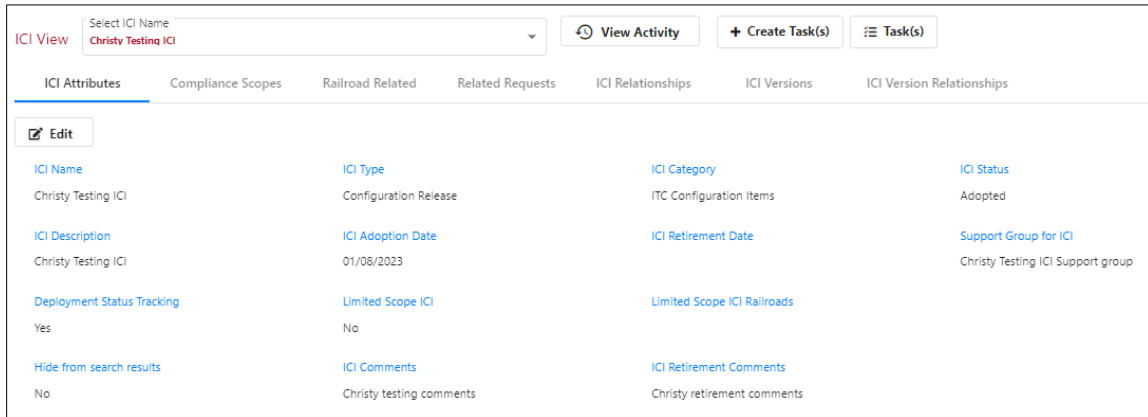 ICI View
Select ICI Name
Christy Testing ICI
View Activity
+ Create Task(s)
Task(s)
ICI Attributes Compliance Scopes Railroad Related Related Requests ICI Relationships ICI Versions ICI Version Relationships
Edit
ICI Name ICI Type ICI Category ICI Status
Christy Testing ICI Configuration Release ITC Configuration Items Adopted
ICI Description ICI Adoption Date ICI Retirement Date Support Group for ICI
Christy Testing ICI 01/08/2023 Christy Testing ICI Support group
Deployment Status Tracking Limited Scope ICI Limited Scope ICI Railroads
Yes No
Hide from search results ICI Comments ICI Retirement Comments
No Christy testing comments Christy retirement comments